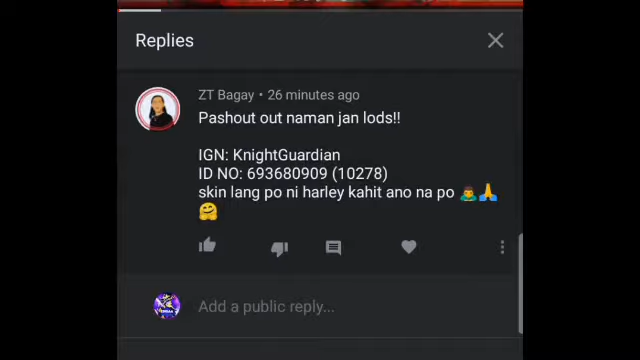 Replies
ZT Bagay • 26 minutes ago
Pashout out naman jan lods!!
IGN: KnightGuardian
ID NO: 693680909 (10278)
skin lang po ni harley kahit ano na po 🙇‍♂️🙏
🤗
Add a public reply...